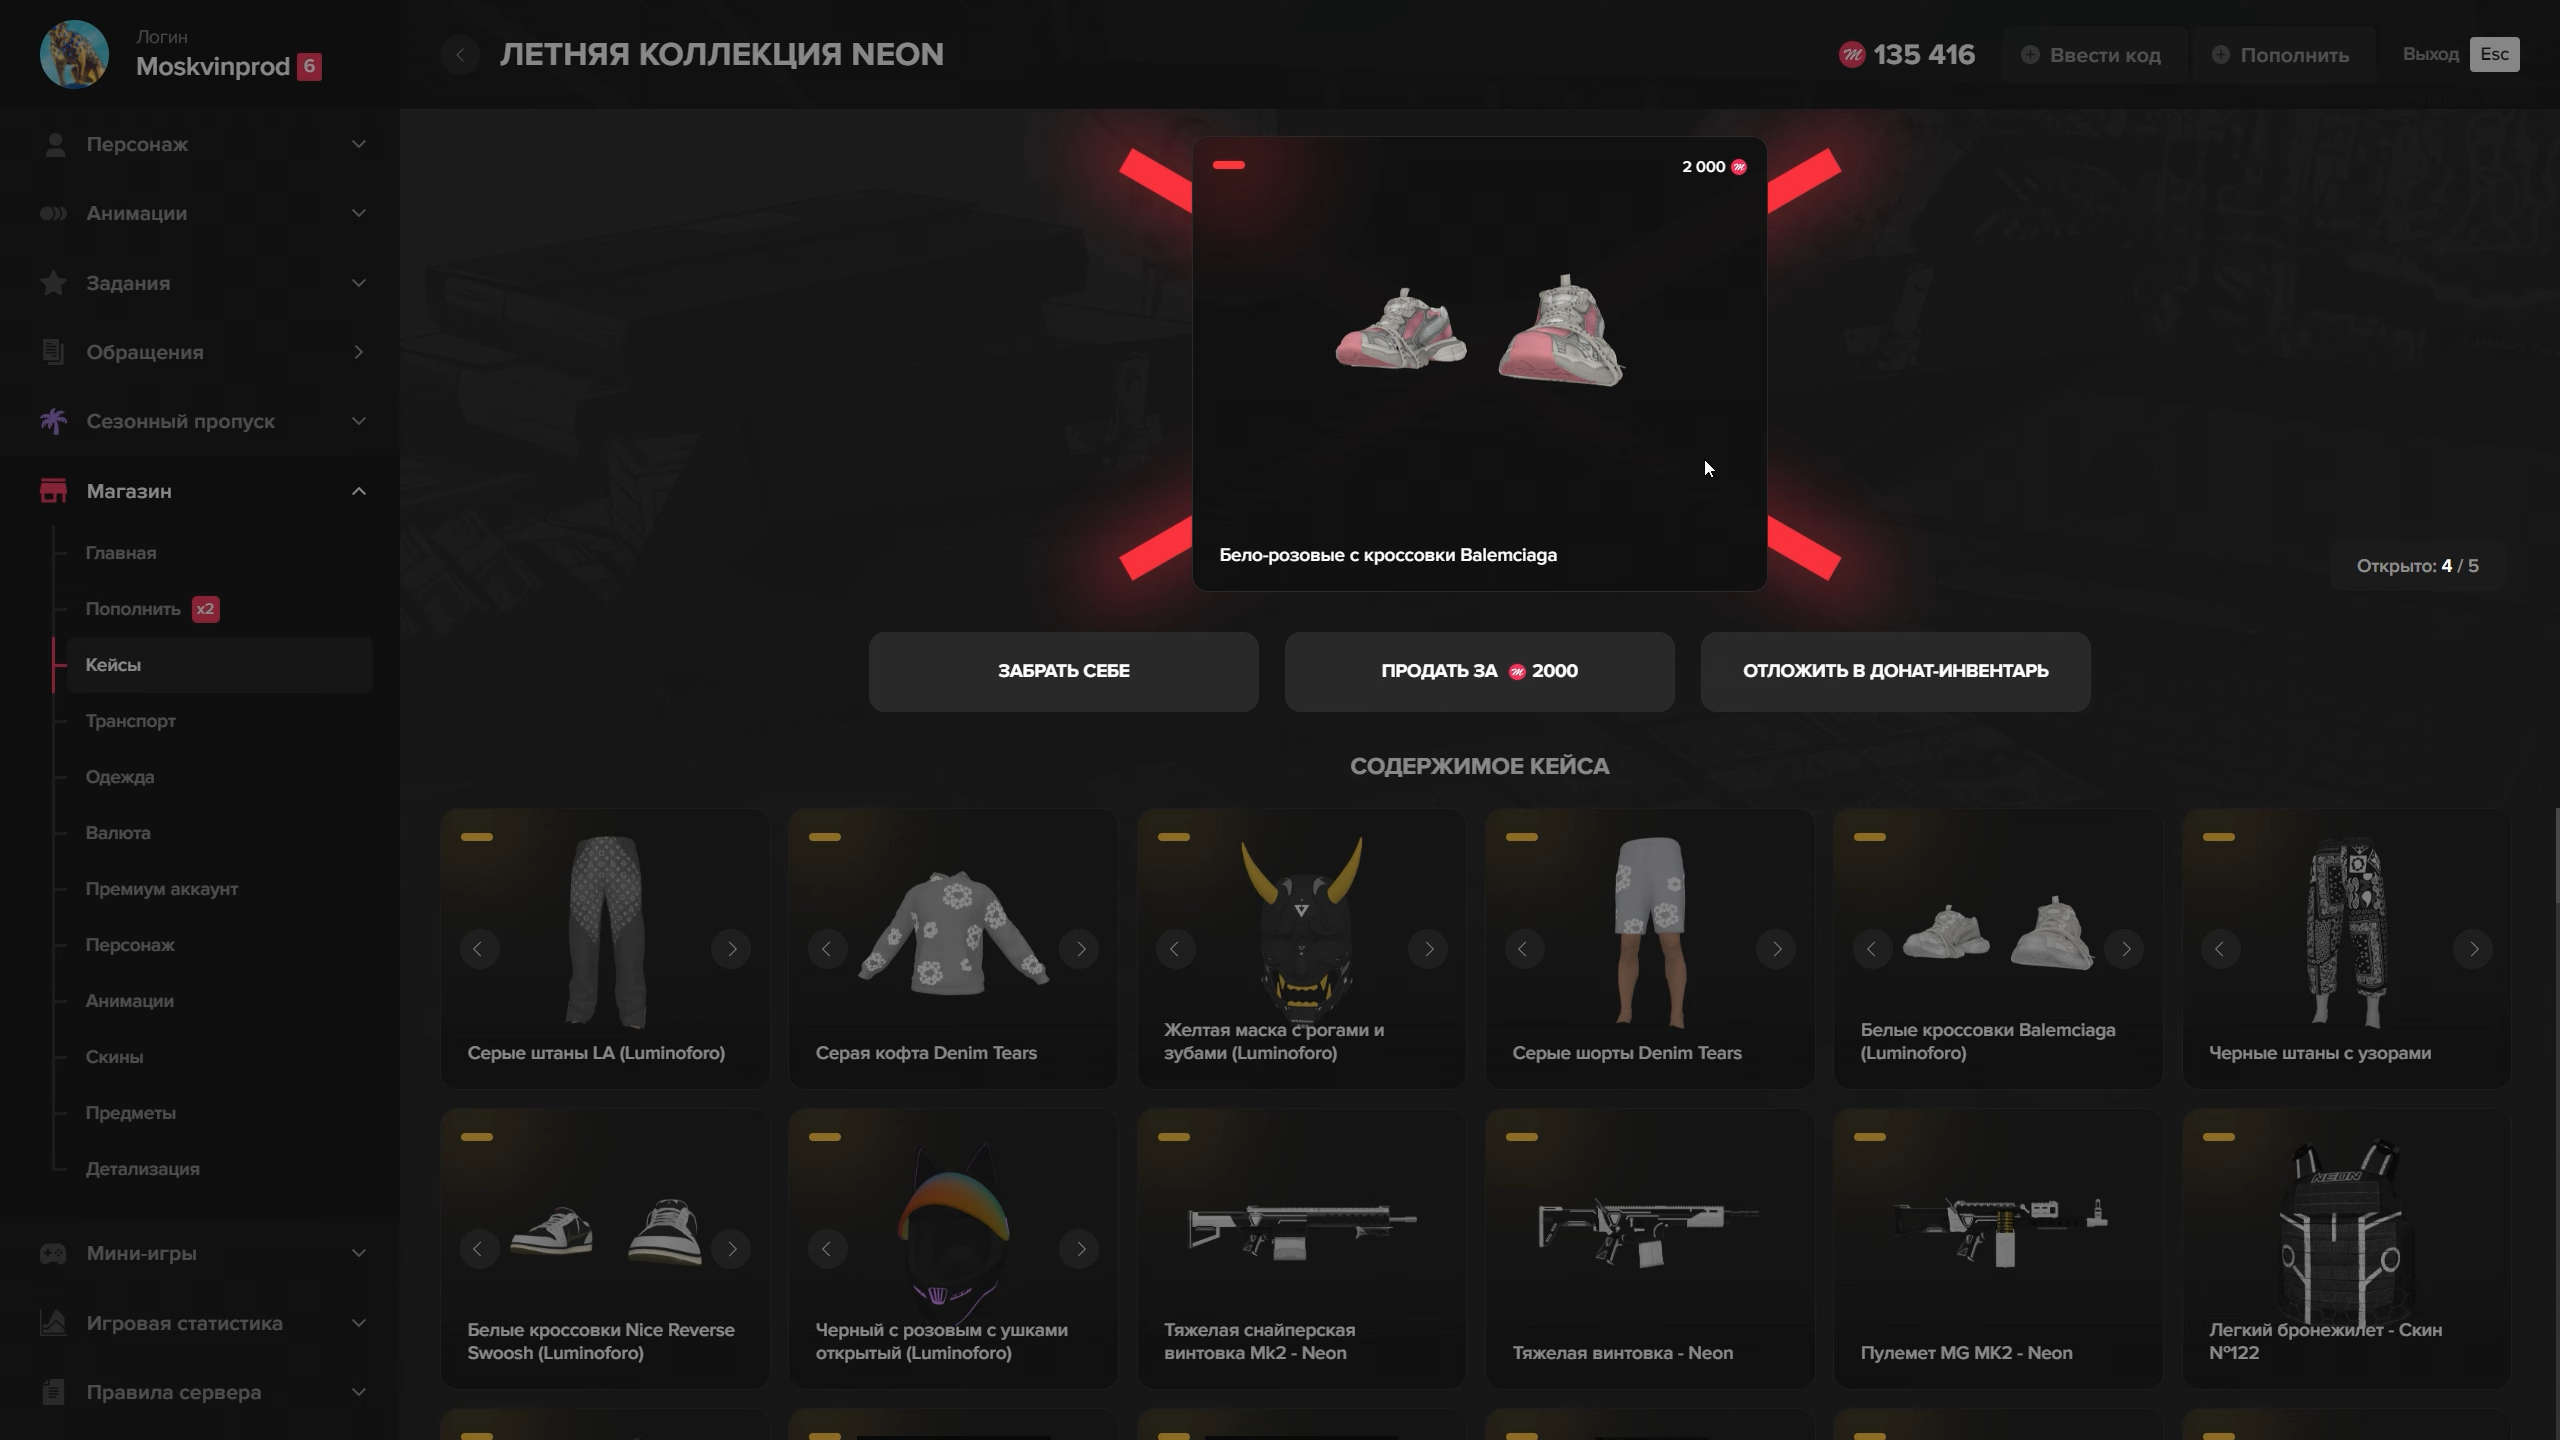 Логин
Moskvinprod 6
ЛЕТНЯЯ КОЛЛЕКЦИЯ NEON
135 416
Ввести код
Пополнить
Выход Esc
Персонаж
Анимации
Задания
Обращения
Сезонный пропуск
Магазин
Главная
Пополнить x2
Кейсы
Транспорт
Одежда
Валюта
Премиум аккаунт
Персонаж
Анимации
Скины
Предметы
Детализация
Мини-игры
Игровая статистика
Правила сервера
2 000
Бело-розовые с кроссовки Balemciaga
Открыто: 4 / 5
ЗАБРАТЬ СЕБЕ
ПРОДАТЬ ЗА 2000
ОТЛОЖИТЬ В ДОНАТ-ИНВЕНТАРЬ
СОДЕРЖИМОЕ КЕЙСА
Серые штаны LA (Luminoforo)
Серая кофта Denim Tears
Желтая маска с рогами и
зубами (Luminoforo)
Серые шорты Denim Tears
Белые кроссовки Balemciaga
(Luminoforo)
Черные штаны с узорами
Белые кроссовки Nice Reverse
Swoosh (Luminoforo)
Черный с розовым с ушками
открытый (Luminoforo)
Тяжелая снайперская
винтовка Mk2 - Neon
Тяжелая винтовка - Neon
Пулемет MG MK2 - Neon
NEON
Легкий бронежилет - Скин
№122